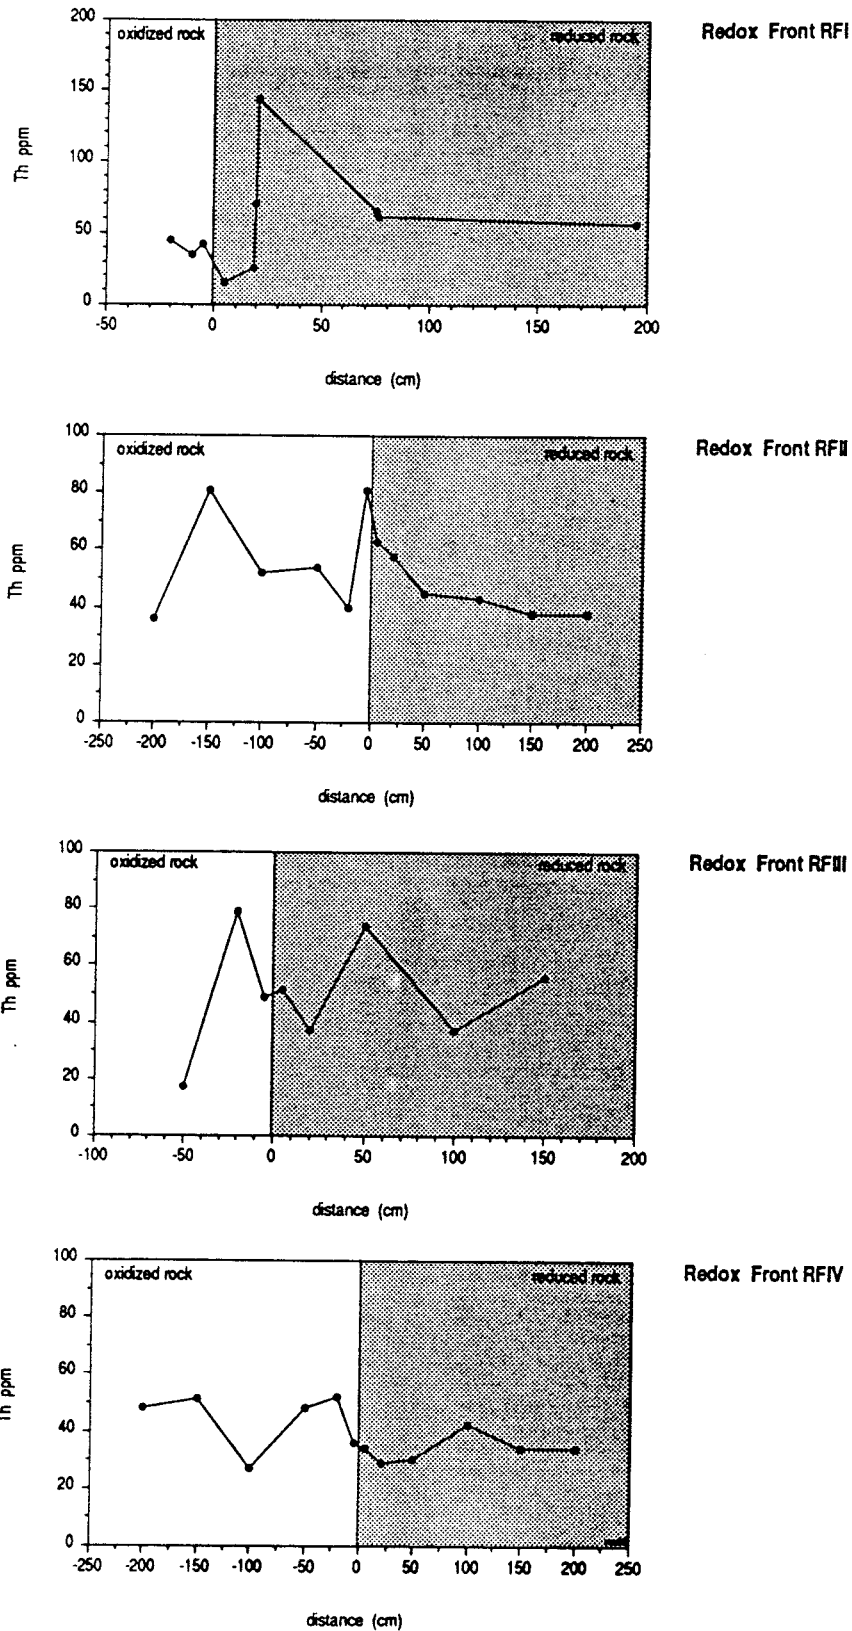 Redox Front RFI
200
oxidized rock
reduced rock
150
Th ppm
100
50
0
-50 0 50 100 150 200
distance (cm)
Redox Front RFII
100
oxidized rock
reduced rock
80
Th ppm
60
40
20
0
-250 -200 -150 -100 -50 0 50 100 150 200 250
distance (cm)
Redox Front RFIII
100
oxidized rock
reduced rock
80
Th ppm
60
40
20
0
-100 -50 0 50 100 150 200
distance (cm)
Redox Front RFIV
100
oxidized rock
reduced rock
80
Th ppm
60
40
20
0
-250 -200 -150 -100 -50 0 50 100 150 200 250
distance (cm)